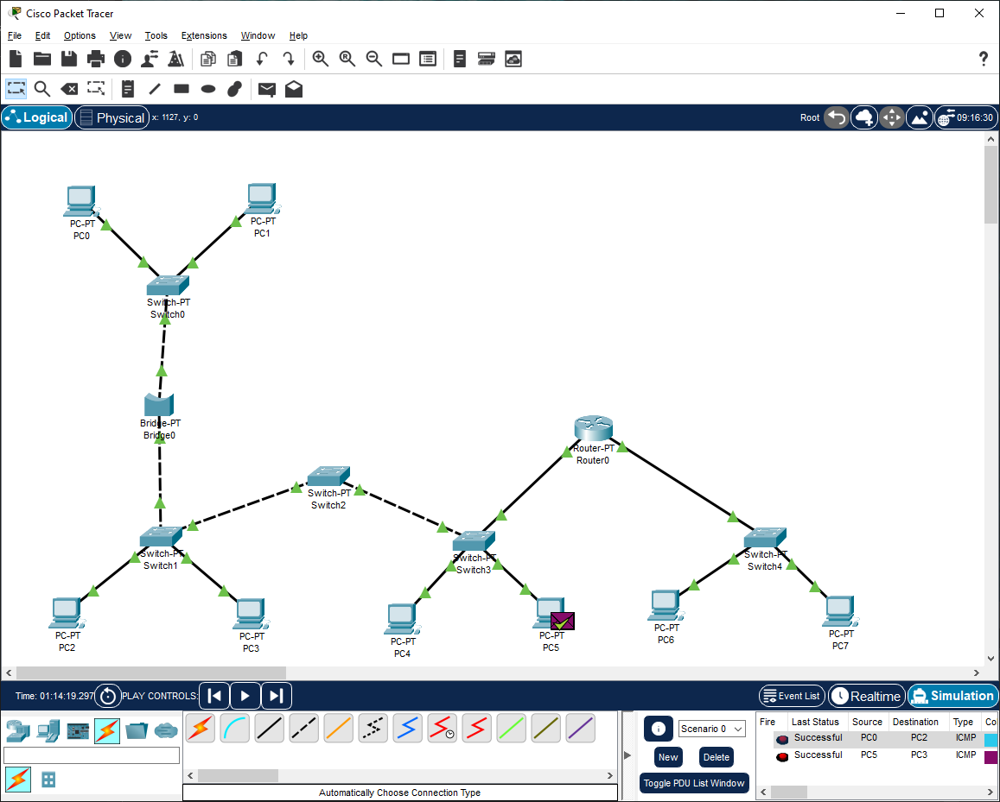 Cisco Packet Tracer
File Edit Options View Tools Extensions Window Help
?
Logical Physical x: 1127, y: 0 Root 09:16:30
PC-PT
PC0
PC-PT
PC1
Switch-PT
Switch0
Bridge-PT
Bridge0
Router-PT
Router0
Switch-PT
Switch2
Switch-PT
Switch1
Switch-PT
Switch3
Switch-PT
Switch4
PC-PT
PC2
PC-PT
PC3
PC-PT
PC4
PC-PT
PC5
PC-PT
PC6
PC-PT
PC7
Time: 01:14:19.297 PLAY CONTROLS: Event List Realtime Simulation
Scenario 0
New Delete
Toggle PDU List Window
Fire Last Status Source Destination Type Co
Successful PC0 PC2 ICMP
Successful PC5 PC3 ICMP
Automatically Choose Connection Type